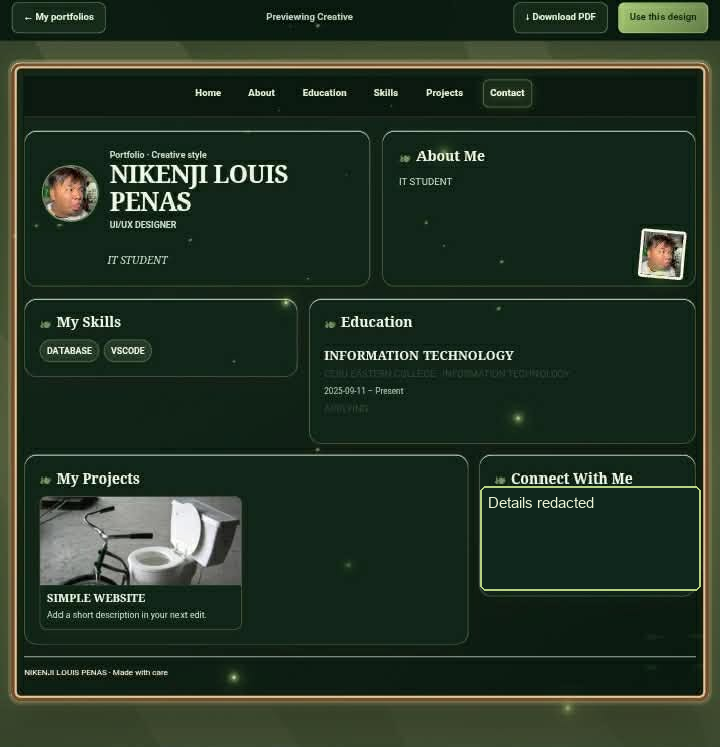 ← My portfolios
Previewing Creative
↓ Download PDF
Use this design
Home
About
Education
Skills
Projects
Contact
Portfolio · Creative style
NIKENJI LOUIS
PENAS
UI/UX DESIGNER
IT STUDENT
About Me
IT STUDENT
My Skills
DATABASE
VSCODE
Education
INFORMATION TECHNOLOGY
CEBU EASTERN COLLEGE · INFORMATION TECHNOLOGY
2025-09-11 – Present
APPLYING
My Projects
SIMPLE WEBSITE
Add a short description in your next edit.
Connect With Me
Details redacted
NIKENJI LOUIS PENAS · Made with care